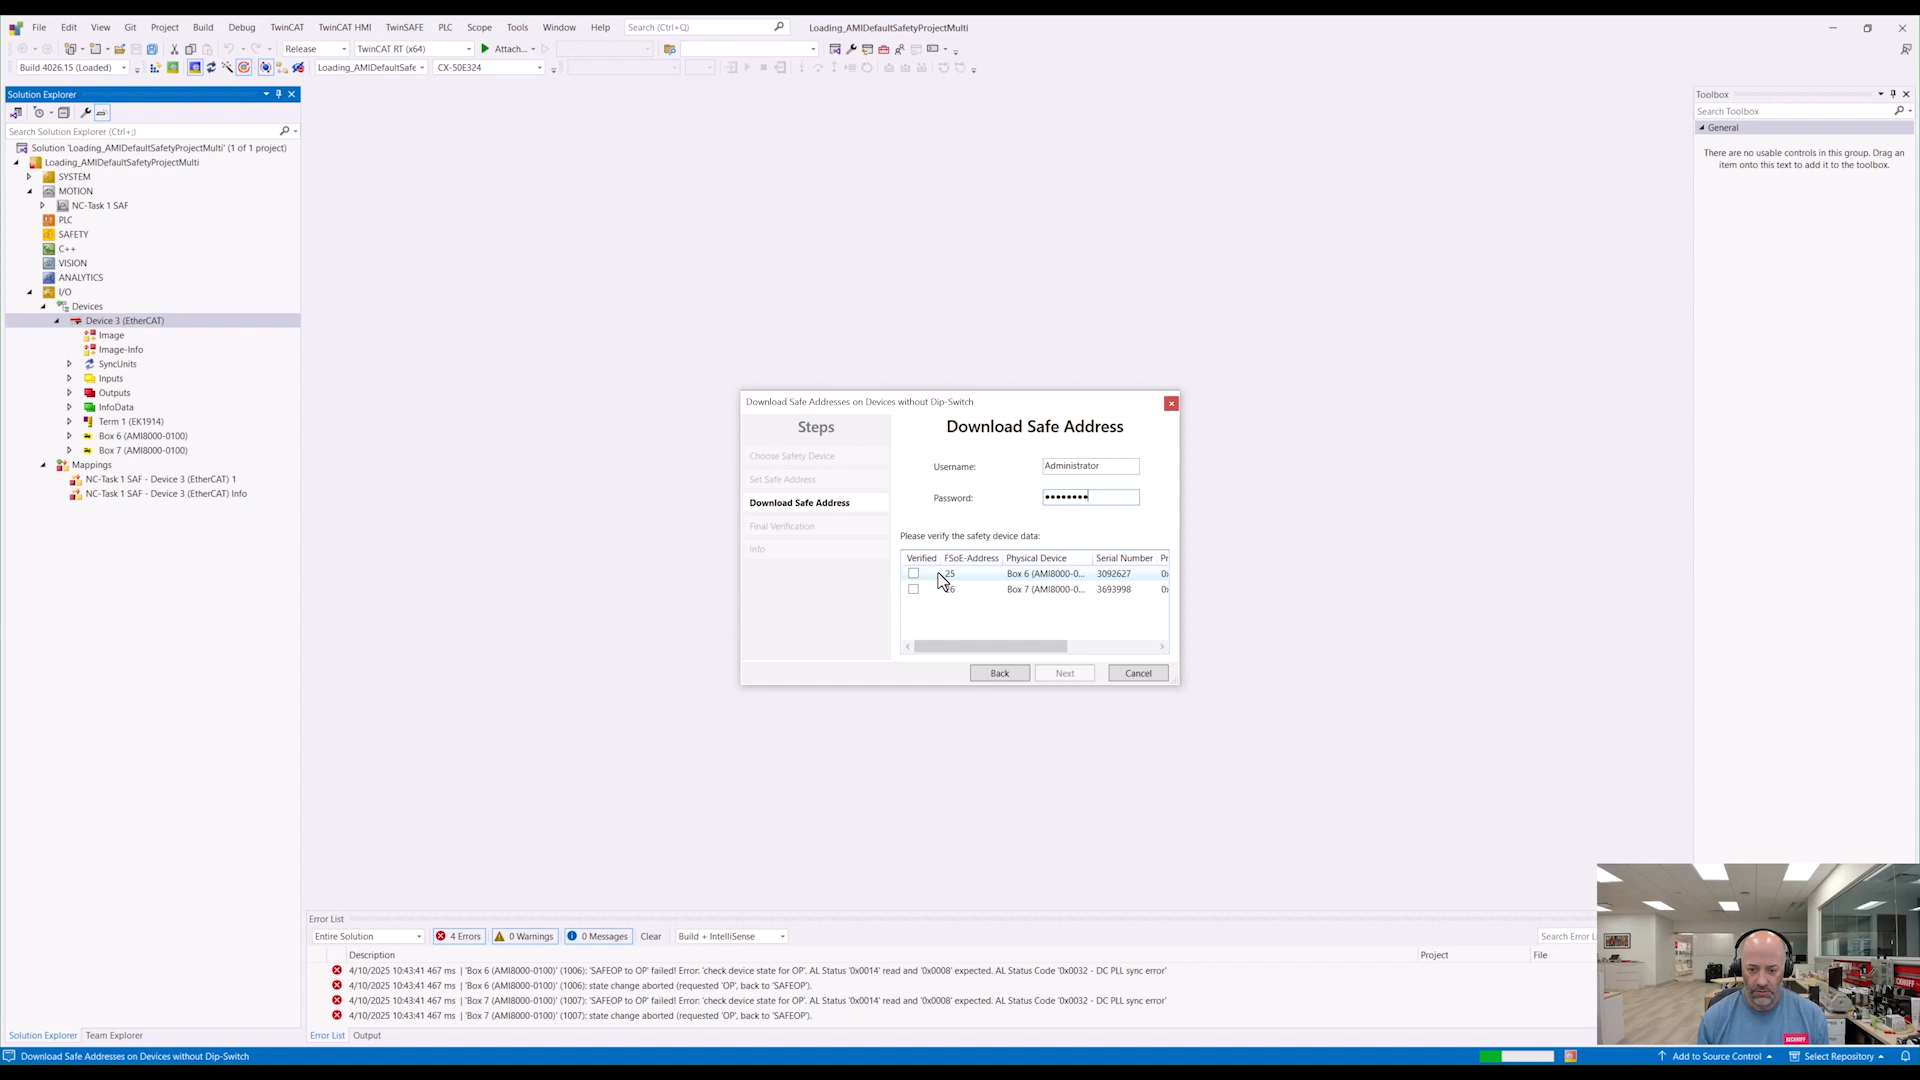 File Edit View Git Project Build Debug TwinCAT TwinCAT HMI TwinSAFE PLC Scope Tools Window Help Search (Ctrl+Q) Loading_AMIDefaultSafetyProjectMulti
Release TwinCAT RT (x64) Attach...
Build 4026.15 (Loaded) Loading_AMIDefaultSafe CX-50E324
Solution Explorer
Search Solution Explorer (Ctrl+;)
Solution 'Loading_AMIDefaultSafetyProjectMulti' (1 of 1 project)
Loading_AMIDefaultSafetyProjectMulti
SYSTEM
MOTION
NC-Task 1 SAF
PLC
SAFETY
C++
VISION
ANALYTICS
I/O
Devices
Device 3 (EtherCAT)
Image
Image-Info
SyncUnits
Inputs
Outputs
InfoData
Term 1 (EK1914)
Box 6 (AMI8000-0100)
Box 7 (AMI8000-0100)
Mappings
NC-Task 1 SAF - Device 3 (EtherCAT) 1
NC-Task 1 SAF - Device 3 (EtherCAT) Info
Solution Explorer Team Explorer
Download Safe Addresses on Devices without Dip-Switch
Steps
Choose Safety Device
Set Safe Address
Download Safe Address
Final Verification
Info
Download Safe Address
Username: Administrator
Password: ••••••••
Please verify the safety device data:
Verified FSoE-Address Physical Device Serial Number Pr
25 Box 6 (AMI8000-0... 3092627 0x
Box 7 (AMI8000-0... 3693998 0x
Back Next Cancel
Toolbox
Search Toolbox
General
There are no usable controls in this group. Drag an
item onto this text to add it to the toolbox.
Error List
Entire Solution 4 Errors 0 Warnings 0 Messages Clear Build + IntelliSense Search Error Li
Description Project File
4/10/2025 10:43:41 467 ms | 'Box 6 (AMI8000-0100)' (1006): 'SAFEOP to OP' failed! Error: 'check device state for OP'. AL Status '0x0014' read and '0x0008' expected. AL Status Code '0x0032 - DC PLL sync error'
4/10/2025 10:43:41 467 ms | 'Box 6 (AMI8000-0100)' (1006): state change aborted (requested 'OP', back to 'SAFEOP').
4/10/2025 10:43:41 467 ms | 'Box 7 (AMI8000-0100)' (1007): 'SAFEOP to OP' failed! Error: 'check device state for OP'. AL Status '0x0014' read and '0x0008' expected. AL Status Code '0x0032 - DC PLL sync error'
4/10/2025 10:43:41 467 ms | 'Box 7 (AMI8000-0100)' (1007): state change aborted (requested 'OP', back to 'SAFEOP').
Error List Output
BECKHOFF
Download Safe Addresses on Devices without Dip-Switch Add to Source Control Select Repository